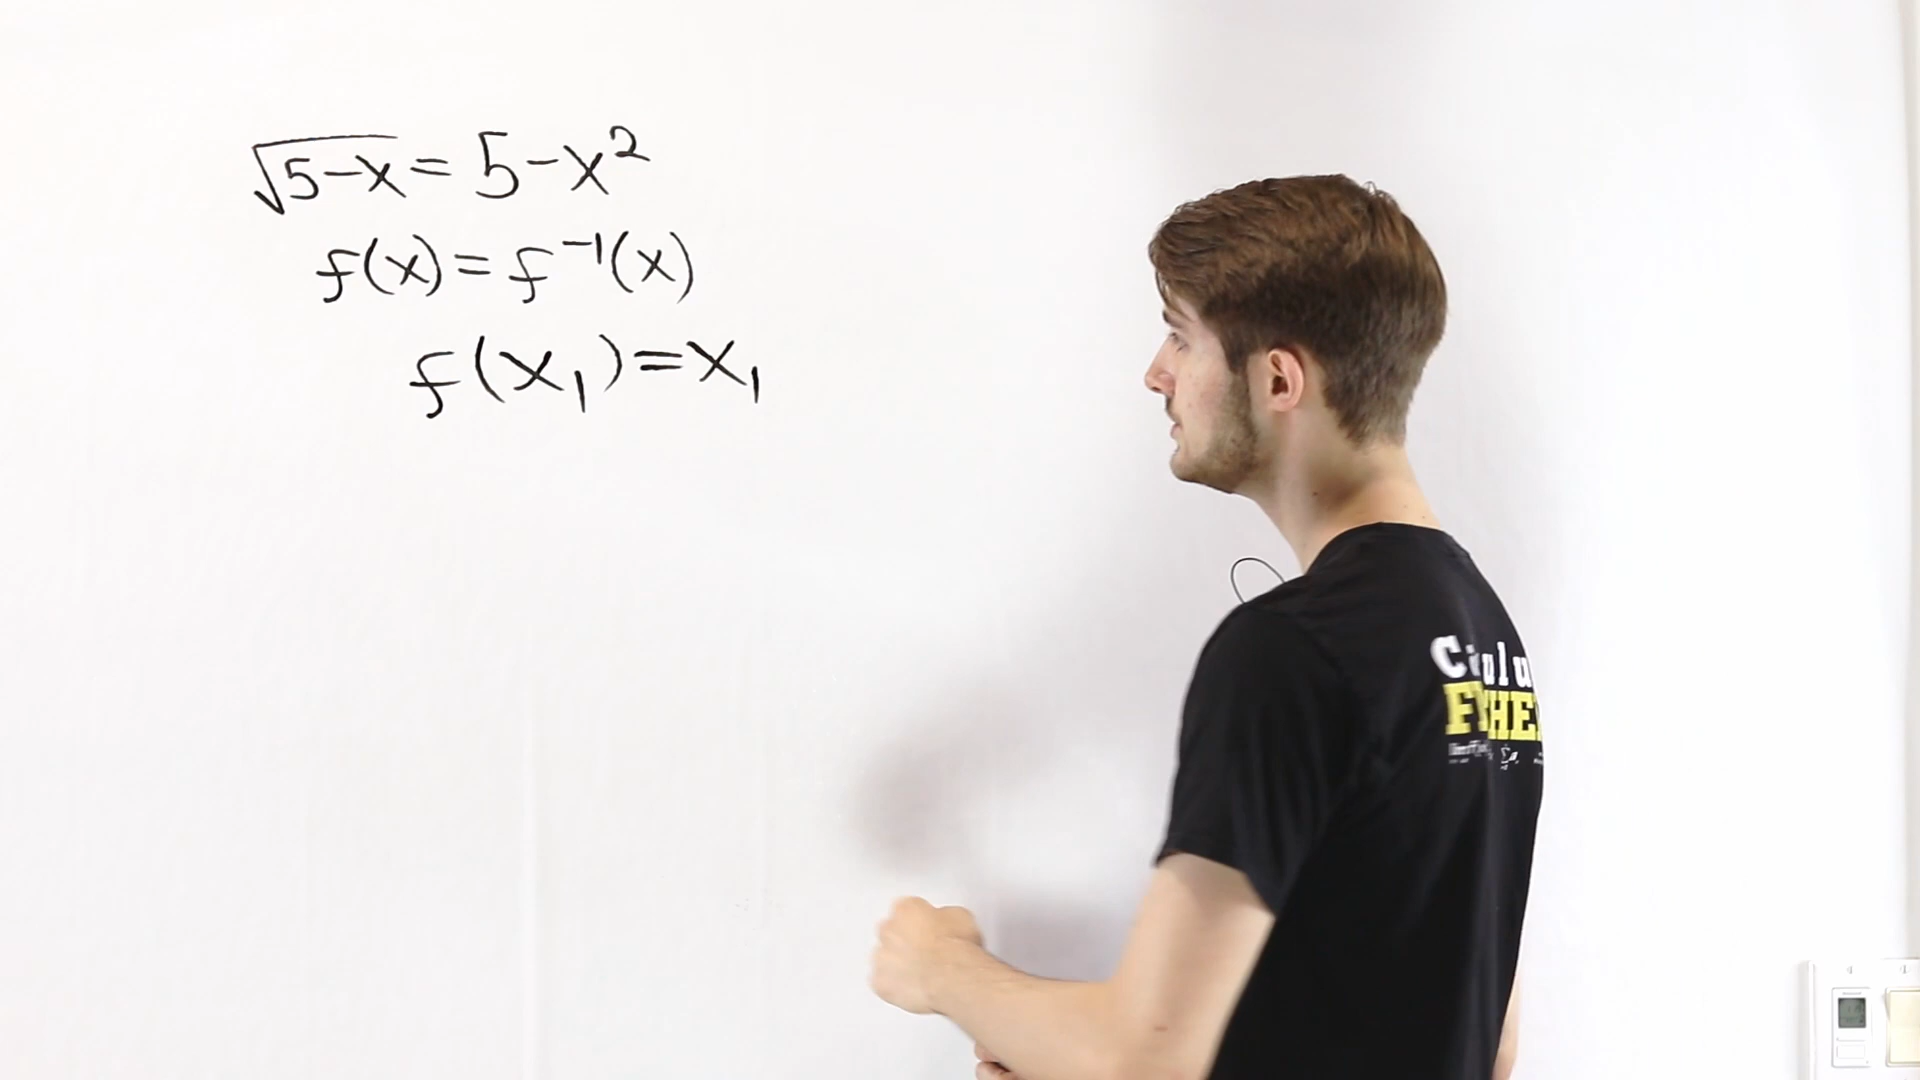 √(5-x) = 5-x²
f(x) = f⁻¹(x)
f(x₁) = x₁